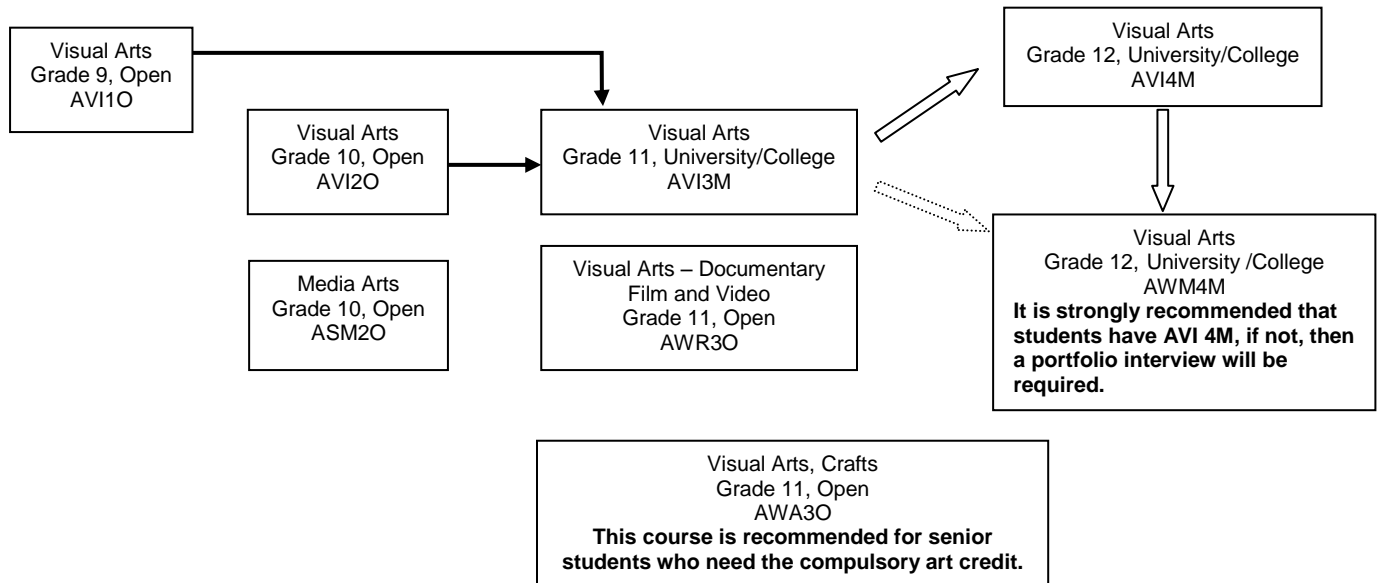 Visual Arts
Grade 9, Open
AVI1O
Visual Arts
Grade 10, Open
AVI2O
Visual Arts
Grade 11, University/College
AVI3M
Visual Arts
Grade 12, University/College
AVI4M
Media Arts
Grade 10, Open
ASM2O
Visual Arts – Documentary
Film and Video
Grade 11, Open
AWR3O
Visual Arts
Grade 12, University /College
AWM4M
It is strongly recommended that
students have AVI 4M, if not, then
a portfolio interview will be
required.
Visual Arts, Crafts
Grade 11, Open
AWA3O
This course is recommended for senior
students who need the compulsory art credit.